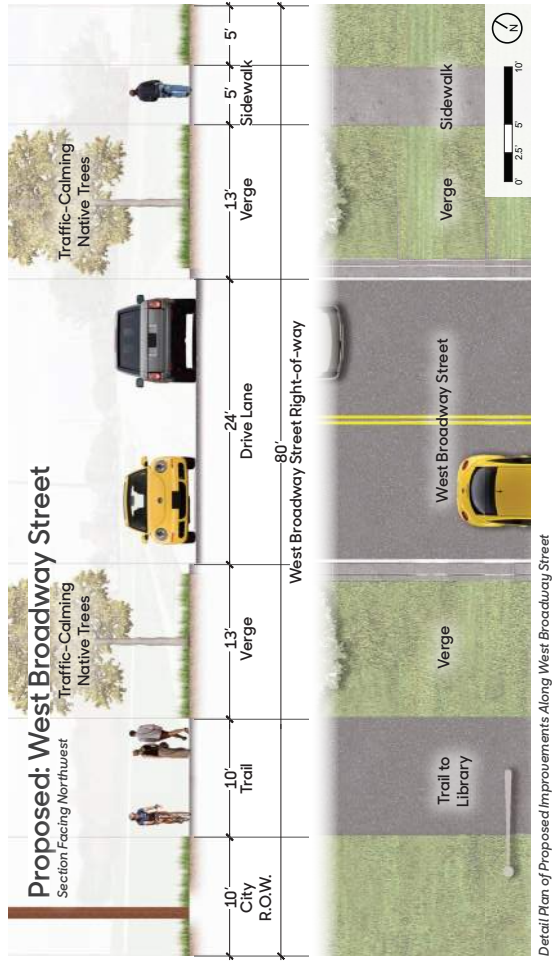 Proposed: West Broadway Street
Section Facing Northwest
Traffic-Calming
Native Trees
Traffic-Calming
Native Trees
10'
City
R.O.W.
10'
Trail
13'
Verge
24'
Drive Lane
13'
Verge
5'
Sidewalk
5'
80'
West Broadway Street Right-of-way
Trail to
Library
Verge
West Broadway Street
Verge
Sidewalk
0'
2.5'
5'
10'
N
Detail Plan of Proposed Improvements Along West Broadway Street